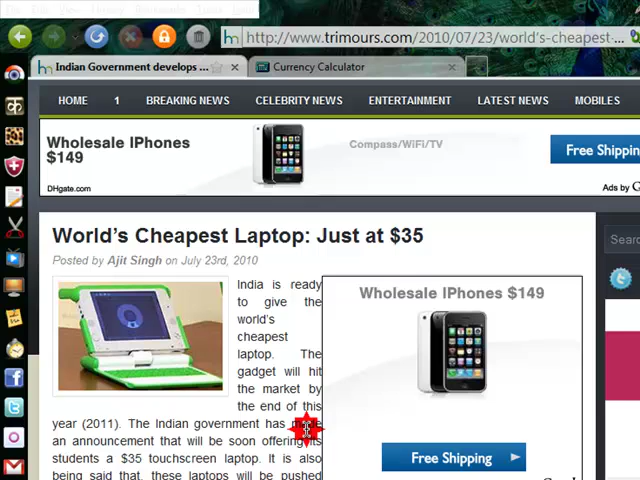 http://www.trimours.com/2010/07/23/world's-cheapest-...
Indian Government develops ...
Currency Calculator
HOME 1 BREAKING NEWS CELEBRITY NEWS ENTERTAINMENT LATEST NEWS MOBILES
Wholesale IPhones
$149
Compass/WiFi/TV
Free Shippin
DHgate.com
Ads by
World's Cheapest Laptop: Just at $35
Posted by Ajit Singh on July 23rd, 2010
Sear
India is ready
to give the
world's
cheapest
laptop. The
gadget will hit
the market by
the end of this
year (2011). The Indian government has
an announcement that will be soon offering its
students a $35 touchscreen laptop. It is also
being said that, these laptops will be pushed
Wholesale IPhones $149
Free Shipping